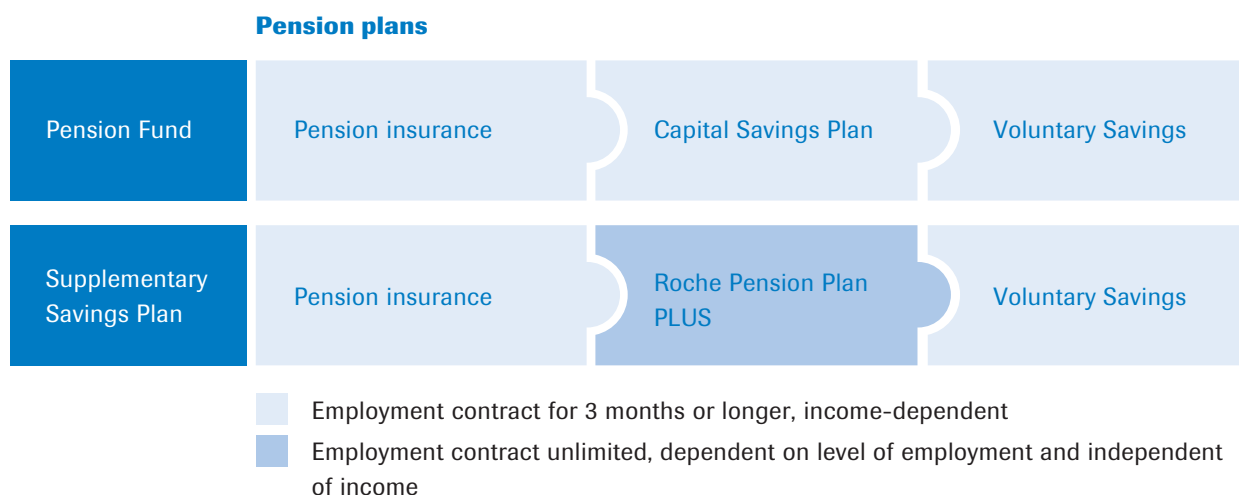 Pension plans
Pension Fund
Pension insurance
Capital Savings Plan
Voluntary Savings
Supplementary
Savings Plan
Pension insurance
Roche Pension Plan
PLUS
Voluntary Savings
Employment contract for 3 months or longer, income-dependent
Employment contract unlimited, dependent on level of employment and independent
of income